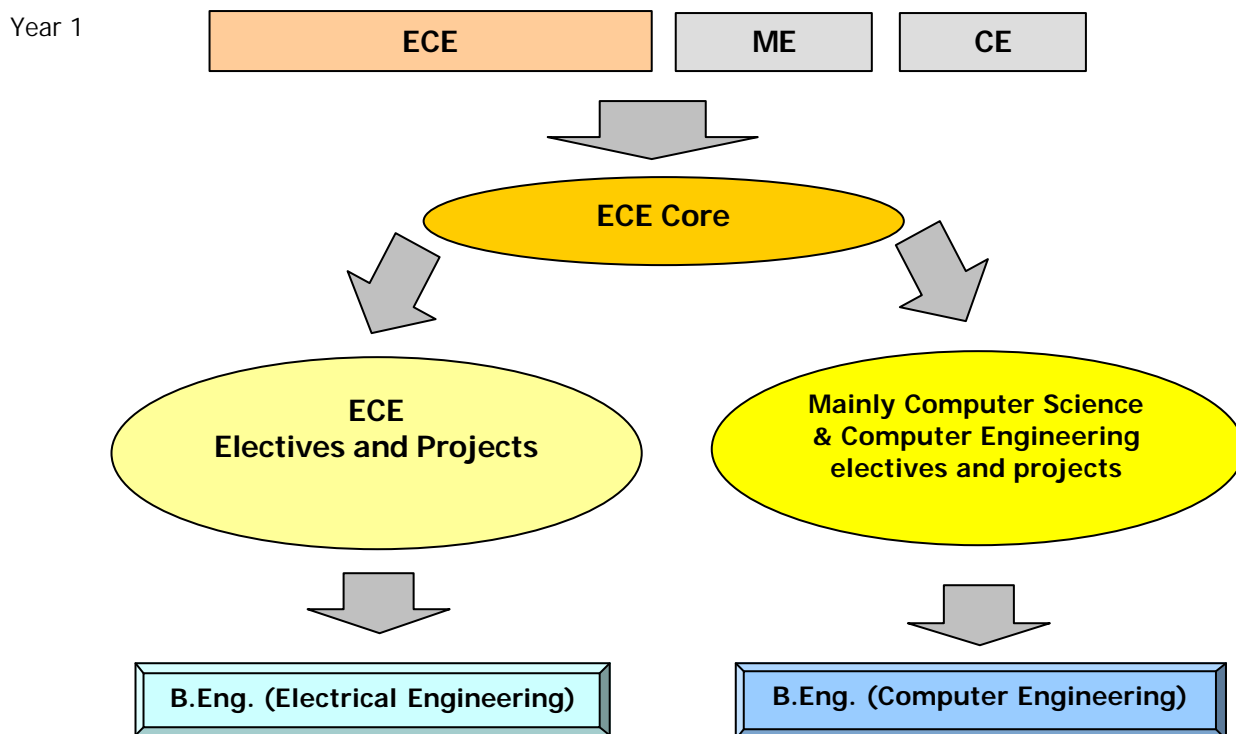 Year 1
ECE
ME
CE
ECE Core
ECE
Electives and Projects
Mainly Computer Science
& Computer Engineering
electives and projects
B.Eng. (Electrical Engineering)
B.Eng. (Computer Engineering)